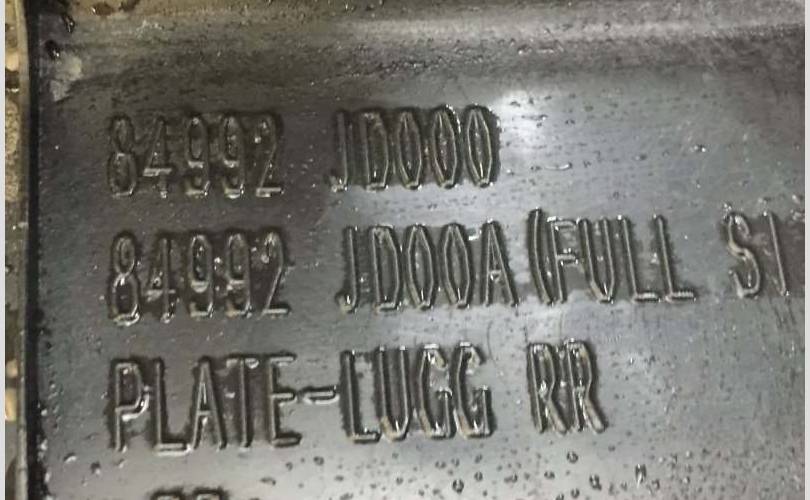 84992 JD000
84992 JD00A (FULL
PLATE-LUGG RR